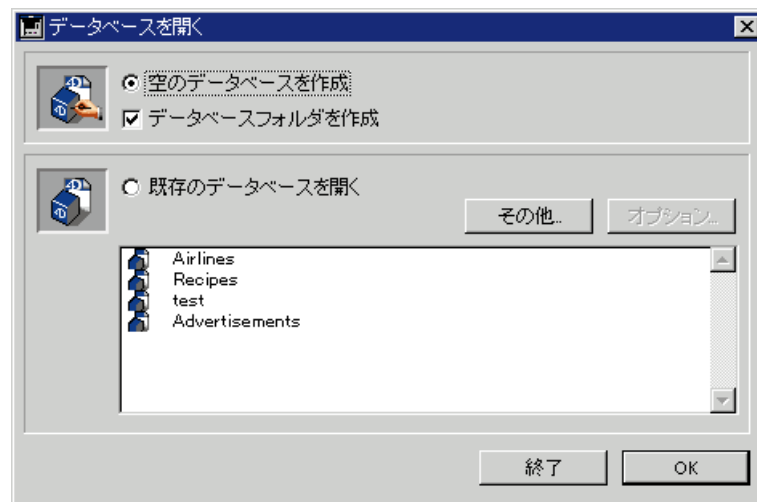 データベースを開く
空のデータベースを作成
データベースフォルダを作成
既存のデータベースを開く
その他...
オプション...
Airlines
Recipes
test
Advertisements
終了
OK